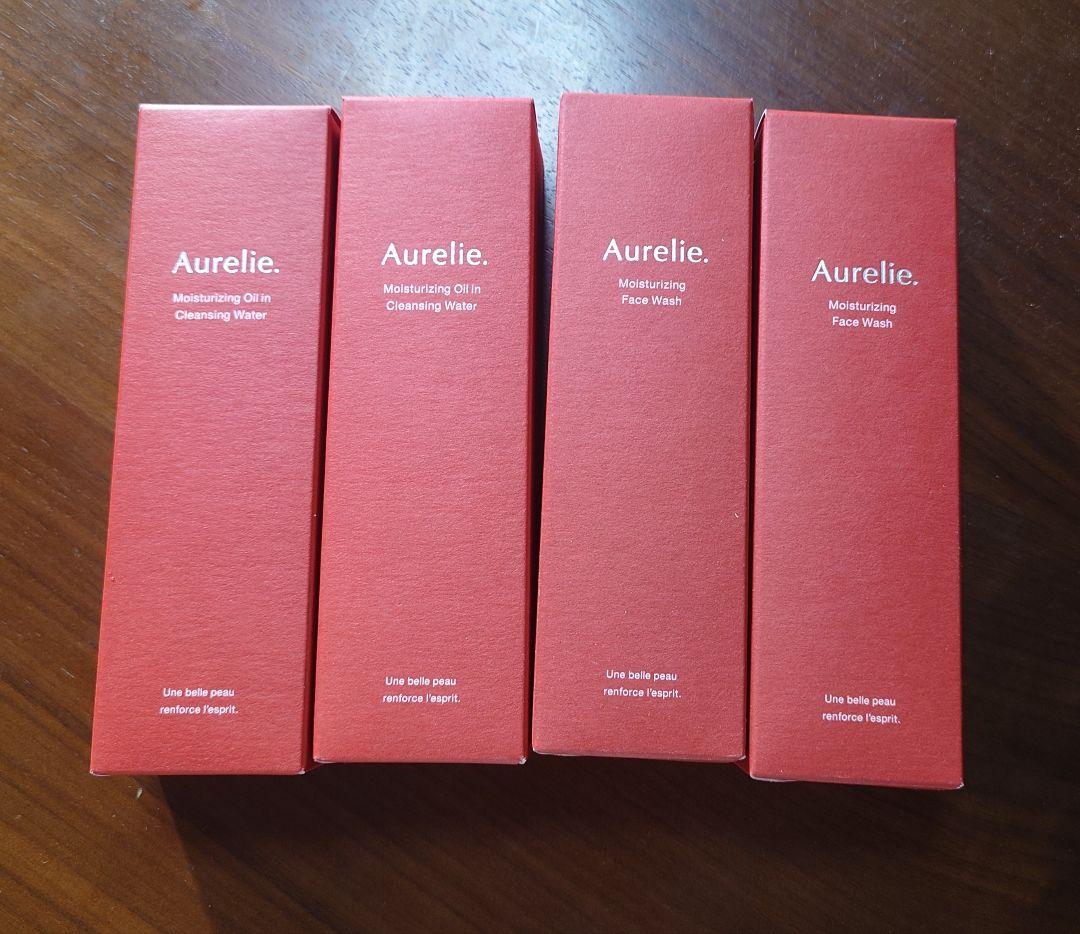 Aurelie.
Moisturizing Oil in
Cleansing Water
Une belle peau
renforce l'esprit.
Aurelie.
Moisturizing Oil in
Cleansing Water
Une belle peau
renforce l'esprit.
Aurelie.
Moisturizing
Face Wash
Une belle peau
renforce l'esprit.
Aurelie.
Moisturizing
Face Wash
Une belle peau
renforce l'esprit.